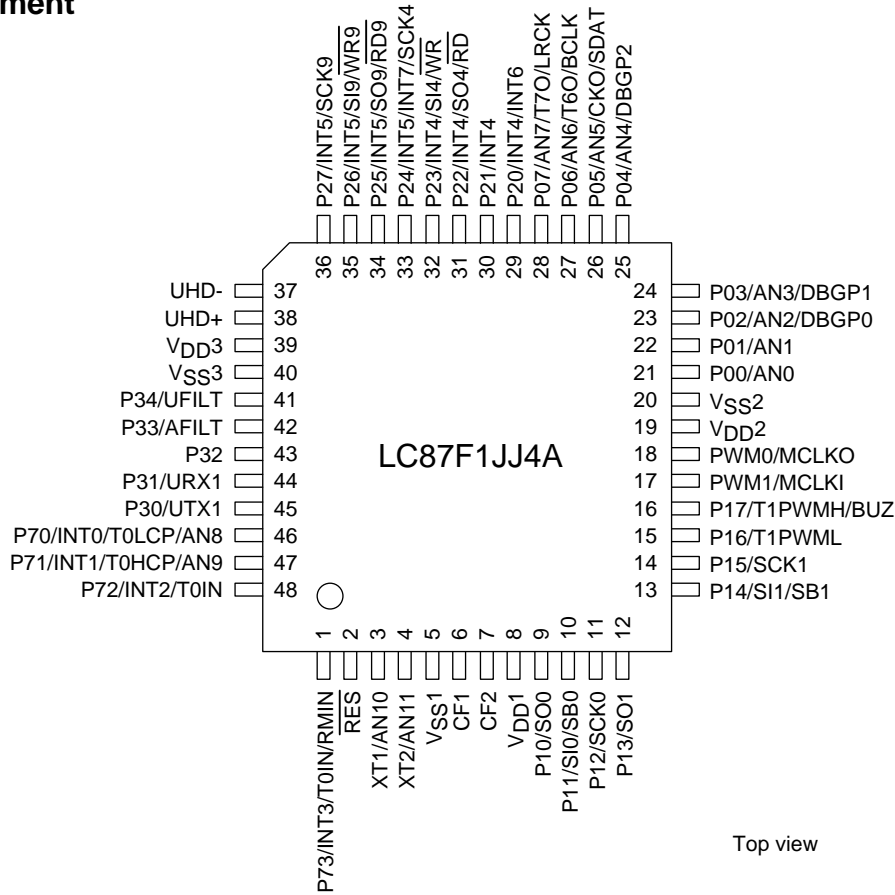 ment
P27/INT5/SCK9
P26/INT5/SI9/WR9
P25/INT5/SO9/RD9
P24/INT5/INT7/SCK4
P23/INT4/SI4/WR
P22/INT4/SO4/RD
P21/INT4
P20/INT4/INT6
P07/AN7/T7O/LRCK
P06/AN6/T6O/BCLK
P05/AN5/CKO/SDAT
P04/AN4/DBGP2
36 35 34 33 32 31 30 29 28 27 26 25
UHD- 37
UHD+ 38
VDD3 39
VSS3 40
P34/UFILT 41
P33/AFILT 42
P32 43
P31/URX1 44
P30/UTX1 45
P70/INT0/T0LCP/AN8 46
P71/INT1/T0HCP/AN9 47
P72/INT2/T0IN 48
LC87F1JJ4A
24 P03/AN3/DBGP1
23 P02/AN2/DBGP0
22 P01/AN1
21 P00/AN0
20 VSS2
19 VDD2
18 PWM0/MCLKO
17 PWM1/MCLKI
16 P17/T1PWMH/BUZ
15 P16/T1PWML
14 P15/SCK1
13 P14/SI1/SB1
1 2 3 4 5 6 7 8 9 10 11 12
P73/INT3/T0IN/RMIN
RES
XT1/AN10
XT2/AN11
VSS1
CF1
CF2
VDD1
P10/SO0
P11/SI0/SB0
P12/SCK0
P13/SO1
Top view